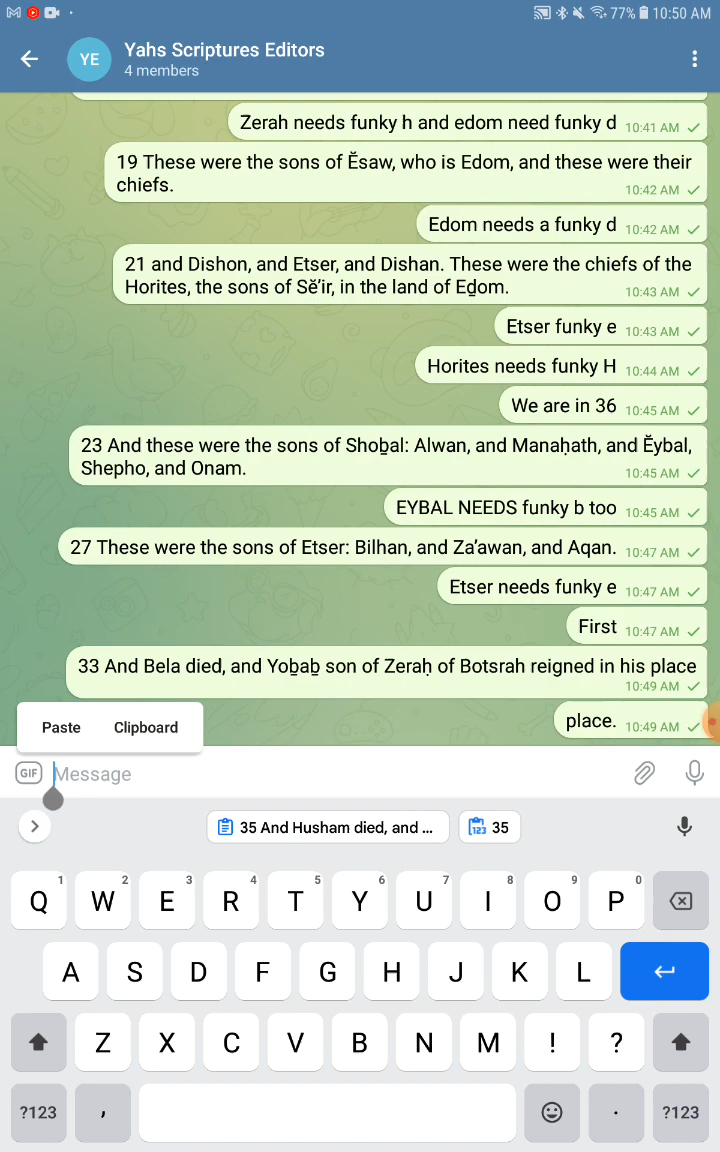 77% 10:50 AM
YE
Yahs Scriptures Editors
4 members
Zerah needs funky h and edom need funky d 10:41 AM
19 These were the sons of Ĕsaw, who is Edom, and these were their
chiefs. 10:42 AM
Edom needs a funky d 10:42 AM
21 and Dishon, and Etser, and Dishan. These were the chiefs of the
Horites, the sons of Sĕ’ir, in the land of Eḏom. 10:43 AM
Etser funky e 10:43 AM
Horites needs funky H 10:44 AM
We are in 36 10:45 AM
23 And these were the sons of Shoḇal: Alwan, and Manaḥath, and Ĕybal,
Shepho, and Onam. 10:45 AM
EYBAL NEEDS funky b too 10:45 AM
27 These were the sons of Etser: Bilhan, and Za’awan, and Aqan. 10:47 AM
Etser needs funky e 10:47 AM
First 10:47 AM
33 And Bela died, and Yoḇaḇ son of Zeraḥ of Botsrah reigned in his place
10:49 AM
place. 10:49 AM
Paste Clipboard
GIF Message
35 And Husham died, and ... 123 35
1 2 3 4 5 6 7 8 9 0
Q W E R T Y U I O P
A S D F G H J K L
Z X C V B N M ! ?
?123 , . ?123